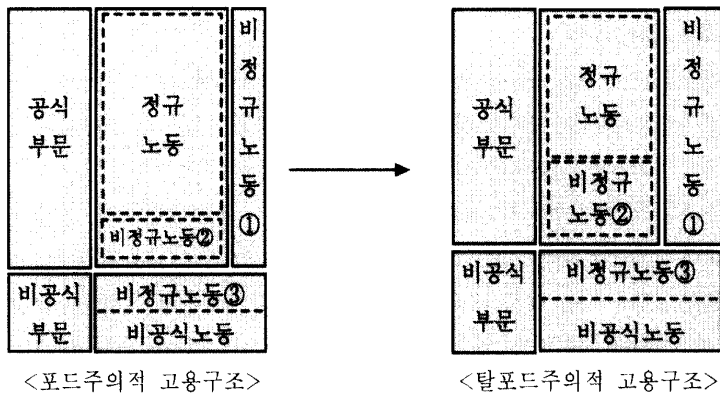 공식
부문
정규
노동
비정규노동②
비
정
규
노
동
①
비공식
부문
비정규노동③
비공식노동
<포드주의적 고용구조>
공식
부문
정규
노동
비정규
노동②
비
정
규
노
동
①
비공식
부문
비정규노동③
비공식노동
<탈포드주의적 고용구조>